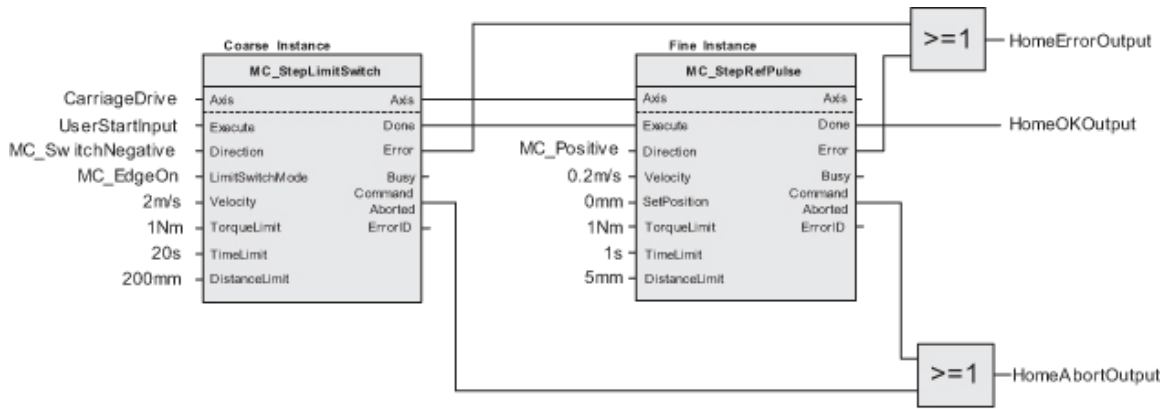 Coarse Instance
MC_StepLimitSwitch
CarriageDrive
Axis
Axis
UserStartInput
Execute
Done
MC_SwitchNegative
Direction
Error
MC_EdgeOn
LimitSwitchMode
Busy
2m/s
Velocity
Command
Aborted
1Nm
TorqueLimit
ErrorID
20s
TimeLimit
200mm
DistanceLimit
Fine Instance
MC_StepRefPulse
Axis
Axis
Execute
Done
MC_Positive
Direction
Error
0.2m/s
Velocity
Busy
0mm
SetPosition
Command
Aborted
1Nm
TorqueLimit
ErrorID
1s
TimeLimit
5mm
DistanceLimit
>=1
HomeErrorOutput
HomeOKOutput
>=1
HomeAbortOutput